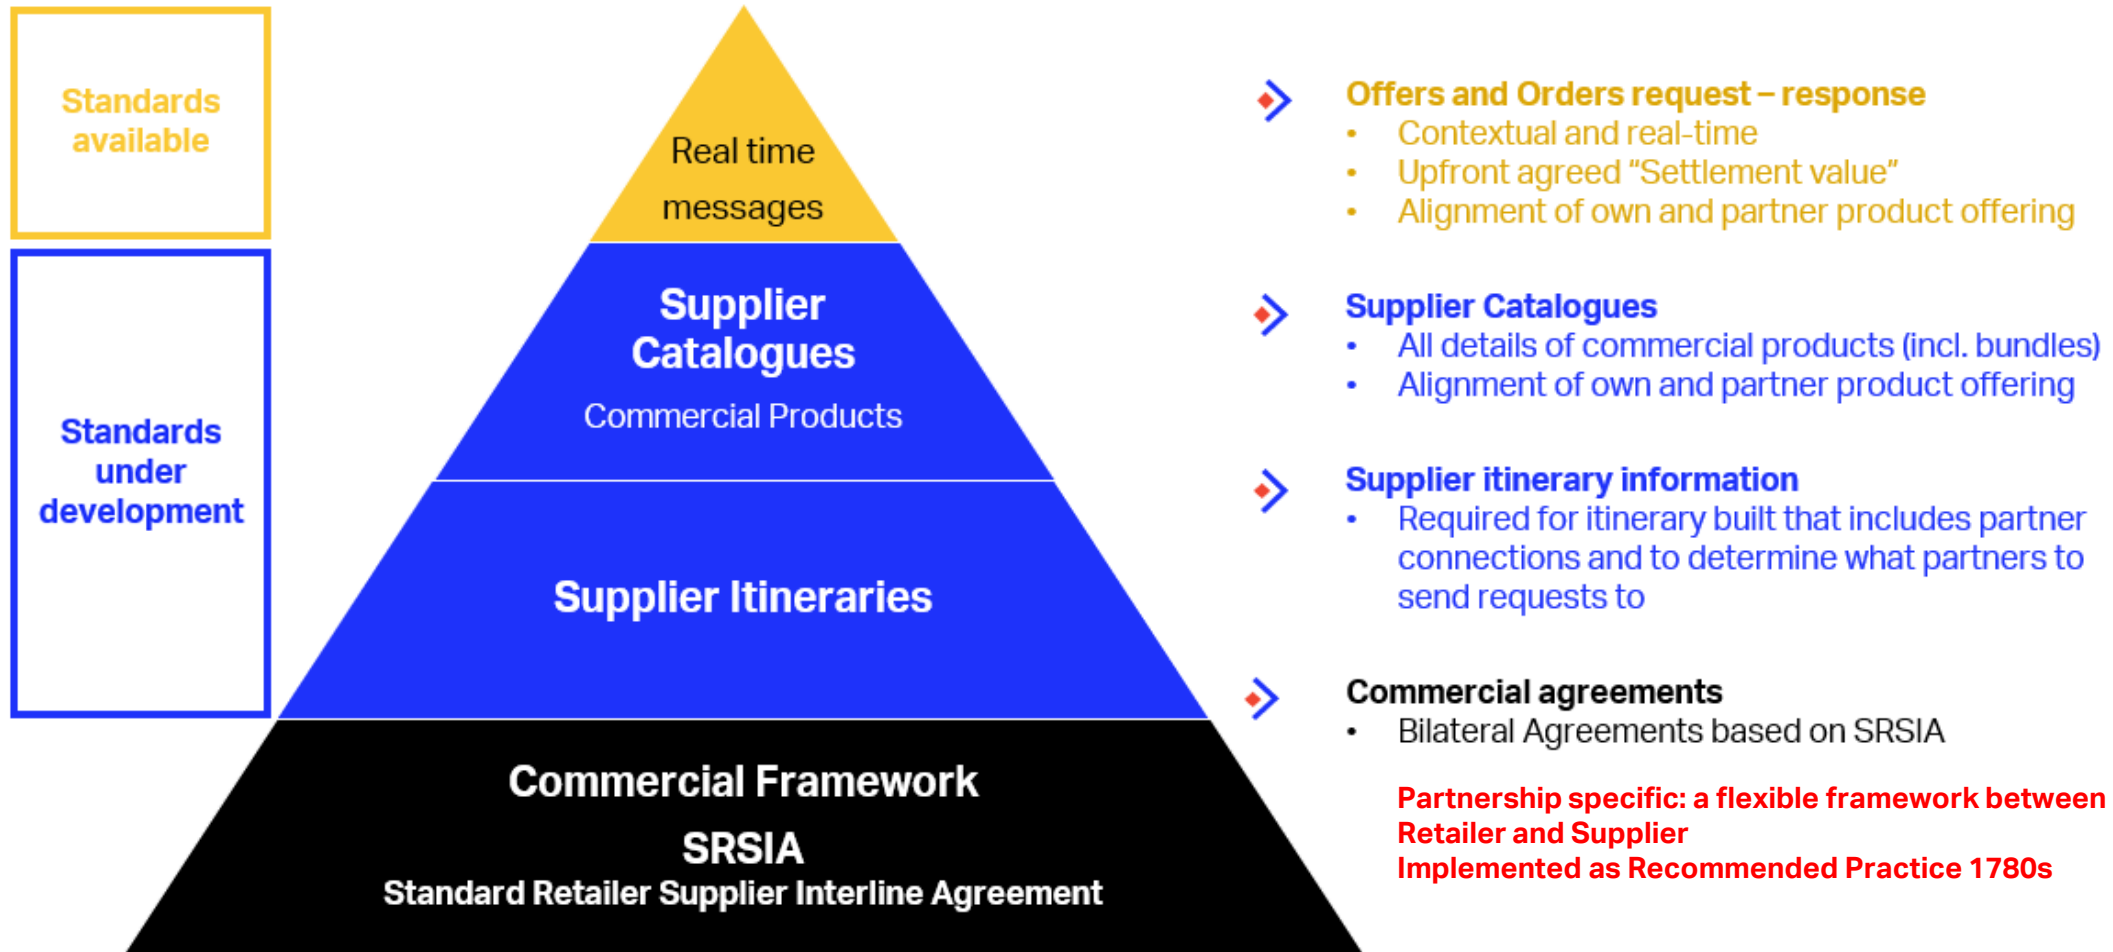 Standards
available
Standards
under
development
Real time
messages
Supplier
Catalogues
Commercial Products
Supplier Itineraries
Commercial Framework
SRSIA
Standard Retailer Supplier Interline Agreement
Offers and Orders request – response
• Contextual and real-time
• Upfront agreed “Settlement value”
• Alignment of own and partner product offering
Supplier Catalogues
• All details of commercial products (incl. bundles)
• Alignment of own and partner product offering
Supplier itinerary information
• Required for itinerary built that includes partner
connections and to determine what partners to
send requests to
Commercial agreements
• Bilateral Agreements based on SRSIA
Partnership specific: a flexible framework between
Retailer and Supplier
Implemented as Recommended Practice 1780s